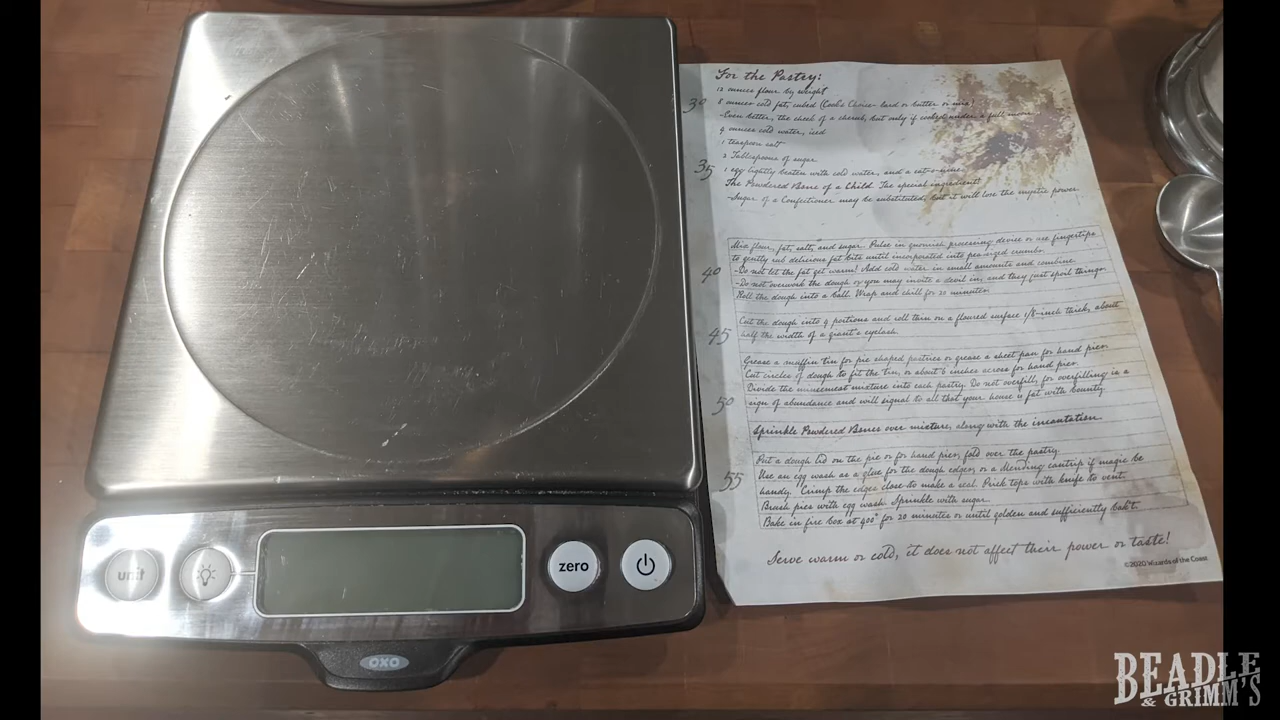 For the Pastry:
12 ounces flour by weight
30
8 ounces cold fat, cubed (Cook's Choice- lard or butter or mix)
-Even better, the cheek of a cherub, but only if cooked under a full moon.
9 ounces cold water, iced
1 teaspoon salt
2 Tablespoons of sugar
35
1 egg lightly beaten with cold water, and a cat-o-nine.
The Powdered Bone of a Child. The special ingredient!
-Sugar of a Confectioner may be substituted, but it will lose the mystic power.
Mix flour, fat, salt, and sugar. Pulse in gnomish processing device or use fingertips
to gently rub delicious fat bits until incorporated into pea-sized crumbs.
40
Do not let the fat get warm! Add cold water in small amounts and combine.
-Do not overwork the dough or you may invite a devil in, and they just spoil things.
Roll the dough into a ball. Wrap and chill for 20 minutes.
Cut the dough into 9 portions and roll thin on a floured surface 1/8-inch thick, about
45
half the width of a giant's eyelash.
Grease a muffin tin for pie shaped pastries or grease a sheet pan for hand pies.
Cut circles of dough to fit the tin, or about 6 inches across for hand pies.
Divide the mincemeat mixture into each pastry. Do not overfill, for overfilling is a
50
sign of abundance and will signal to all that your house is fat with bounty.
Sprinkle Powdered Bones over mixture, along with the incantation.
Put a dough lid on the pie or for hand pies, fold over the pastry.
Use an egg wash as a glue for the dough edges, or a Mending cantrip if magic be
55
handy. Crimp the edges close to make a seal. Prick tops with knife to vent.
Brush pies with egg wash. Sprinkle with sugar.
Bake in fire box at 400° for 20 minutes or until golden and sufficiently bak't.
Serve warm or cold, it does not affect their power or taste!
©2020 Wizards of the Coast
unit
zero
OXO
BEADLE
& GRIMM'S